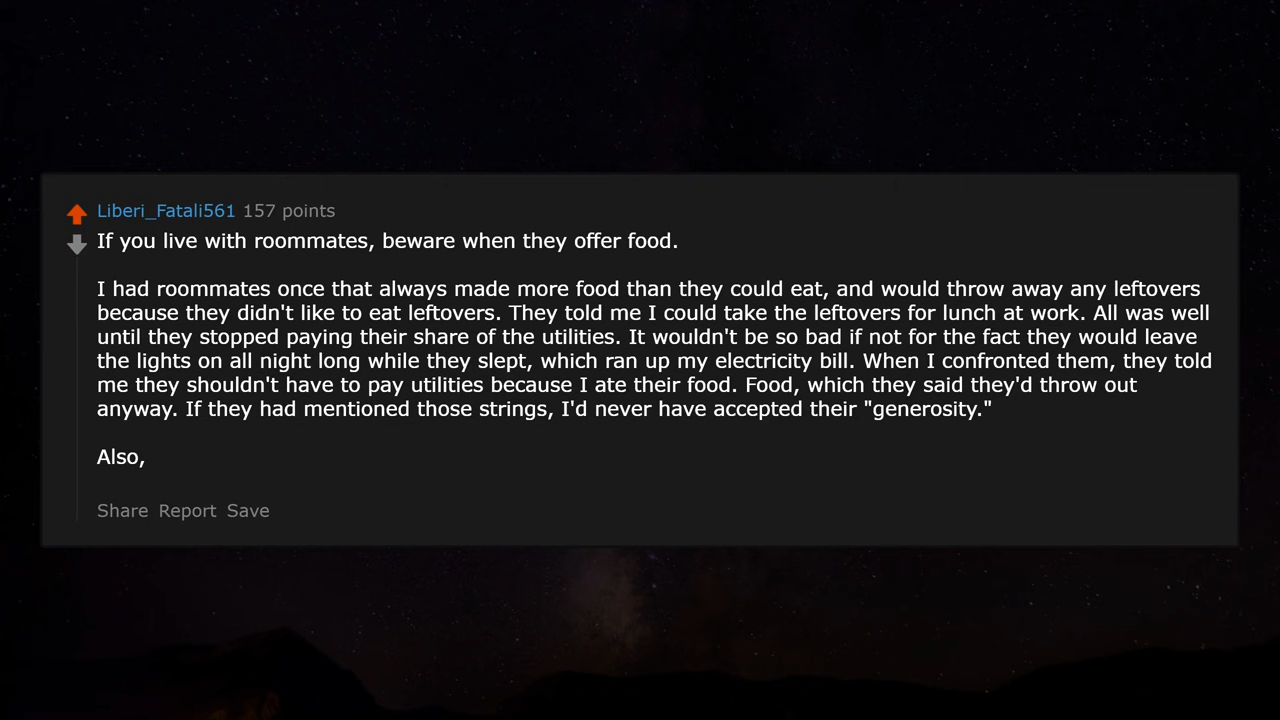 Liberi_Fatali561 157 points
If you live with roommates, beware when they offer food.
I had roommates once that always made more food than they could eat, and would throw away any leftovers
because they didn't like to eat leftovers. They told me I could take the leftovers for lunch at work. All was well
until they stopped paying their share of the utilities. It wouldn't be so bad if not for the fact they would leave
the lights on all night long while they slept, which ran up my electricity bill. When I confronted them, they told
me they shouldn't have to pay utilities because I ate their food. Food, which they said they'd throw out
anyway. If they had mentioned those strings, I'd never have accepted their "generosity."
Also,
Share Report Save